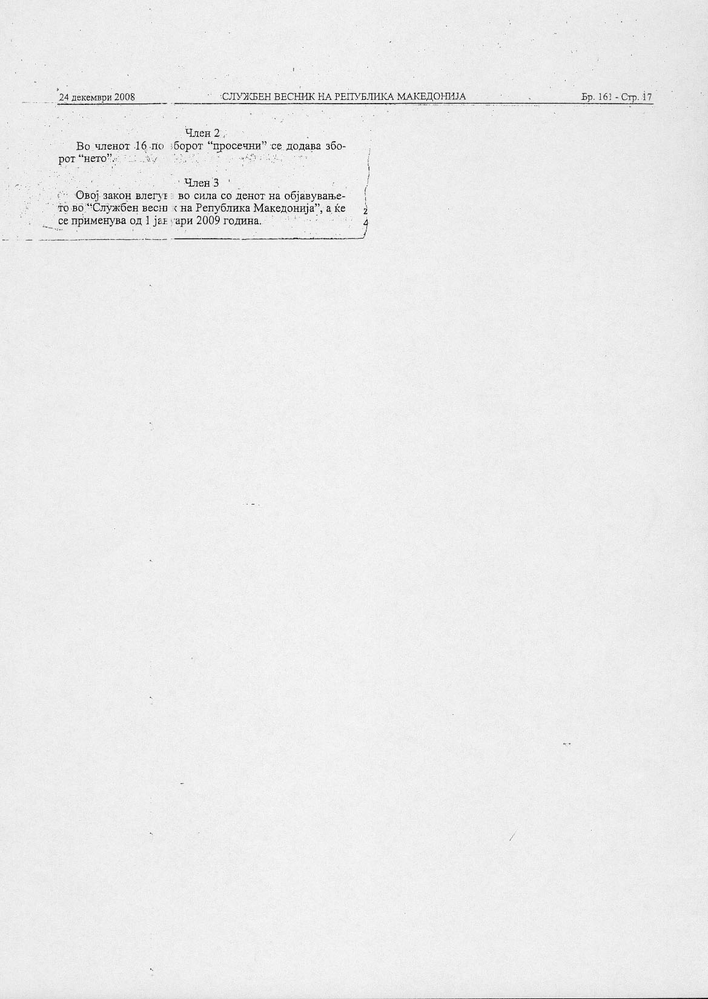 24 декември 2008 СЛУЖБЕН ВЕСНИК НА РЕПУБЛИКА МАКЕДОНИЈА Бр. 161 - Стр. 17
Член 2
Во членот 16 по зборот “просечни” се додава збо-
рот “нето”.
Член 3
Овој закон влегува во сила со денот на објавување-
то во “Службен весник на Република Македонија”, а ќе
се применува од 1 јануари 2009 година.